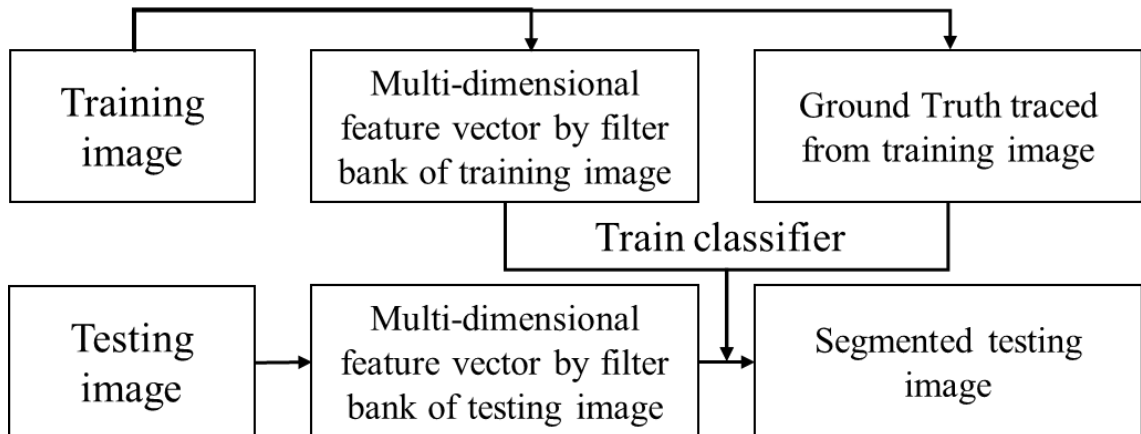 Training
image
Multi-dimensional
feature vector by filter
bank of training image
Ground Truth traced
from training image
Train classifier
Testing
image
Multi-dimensional
feature vector by filter
bank of testing image
Segmented testing
image